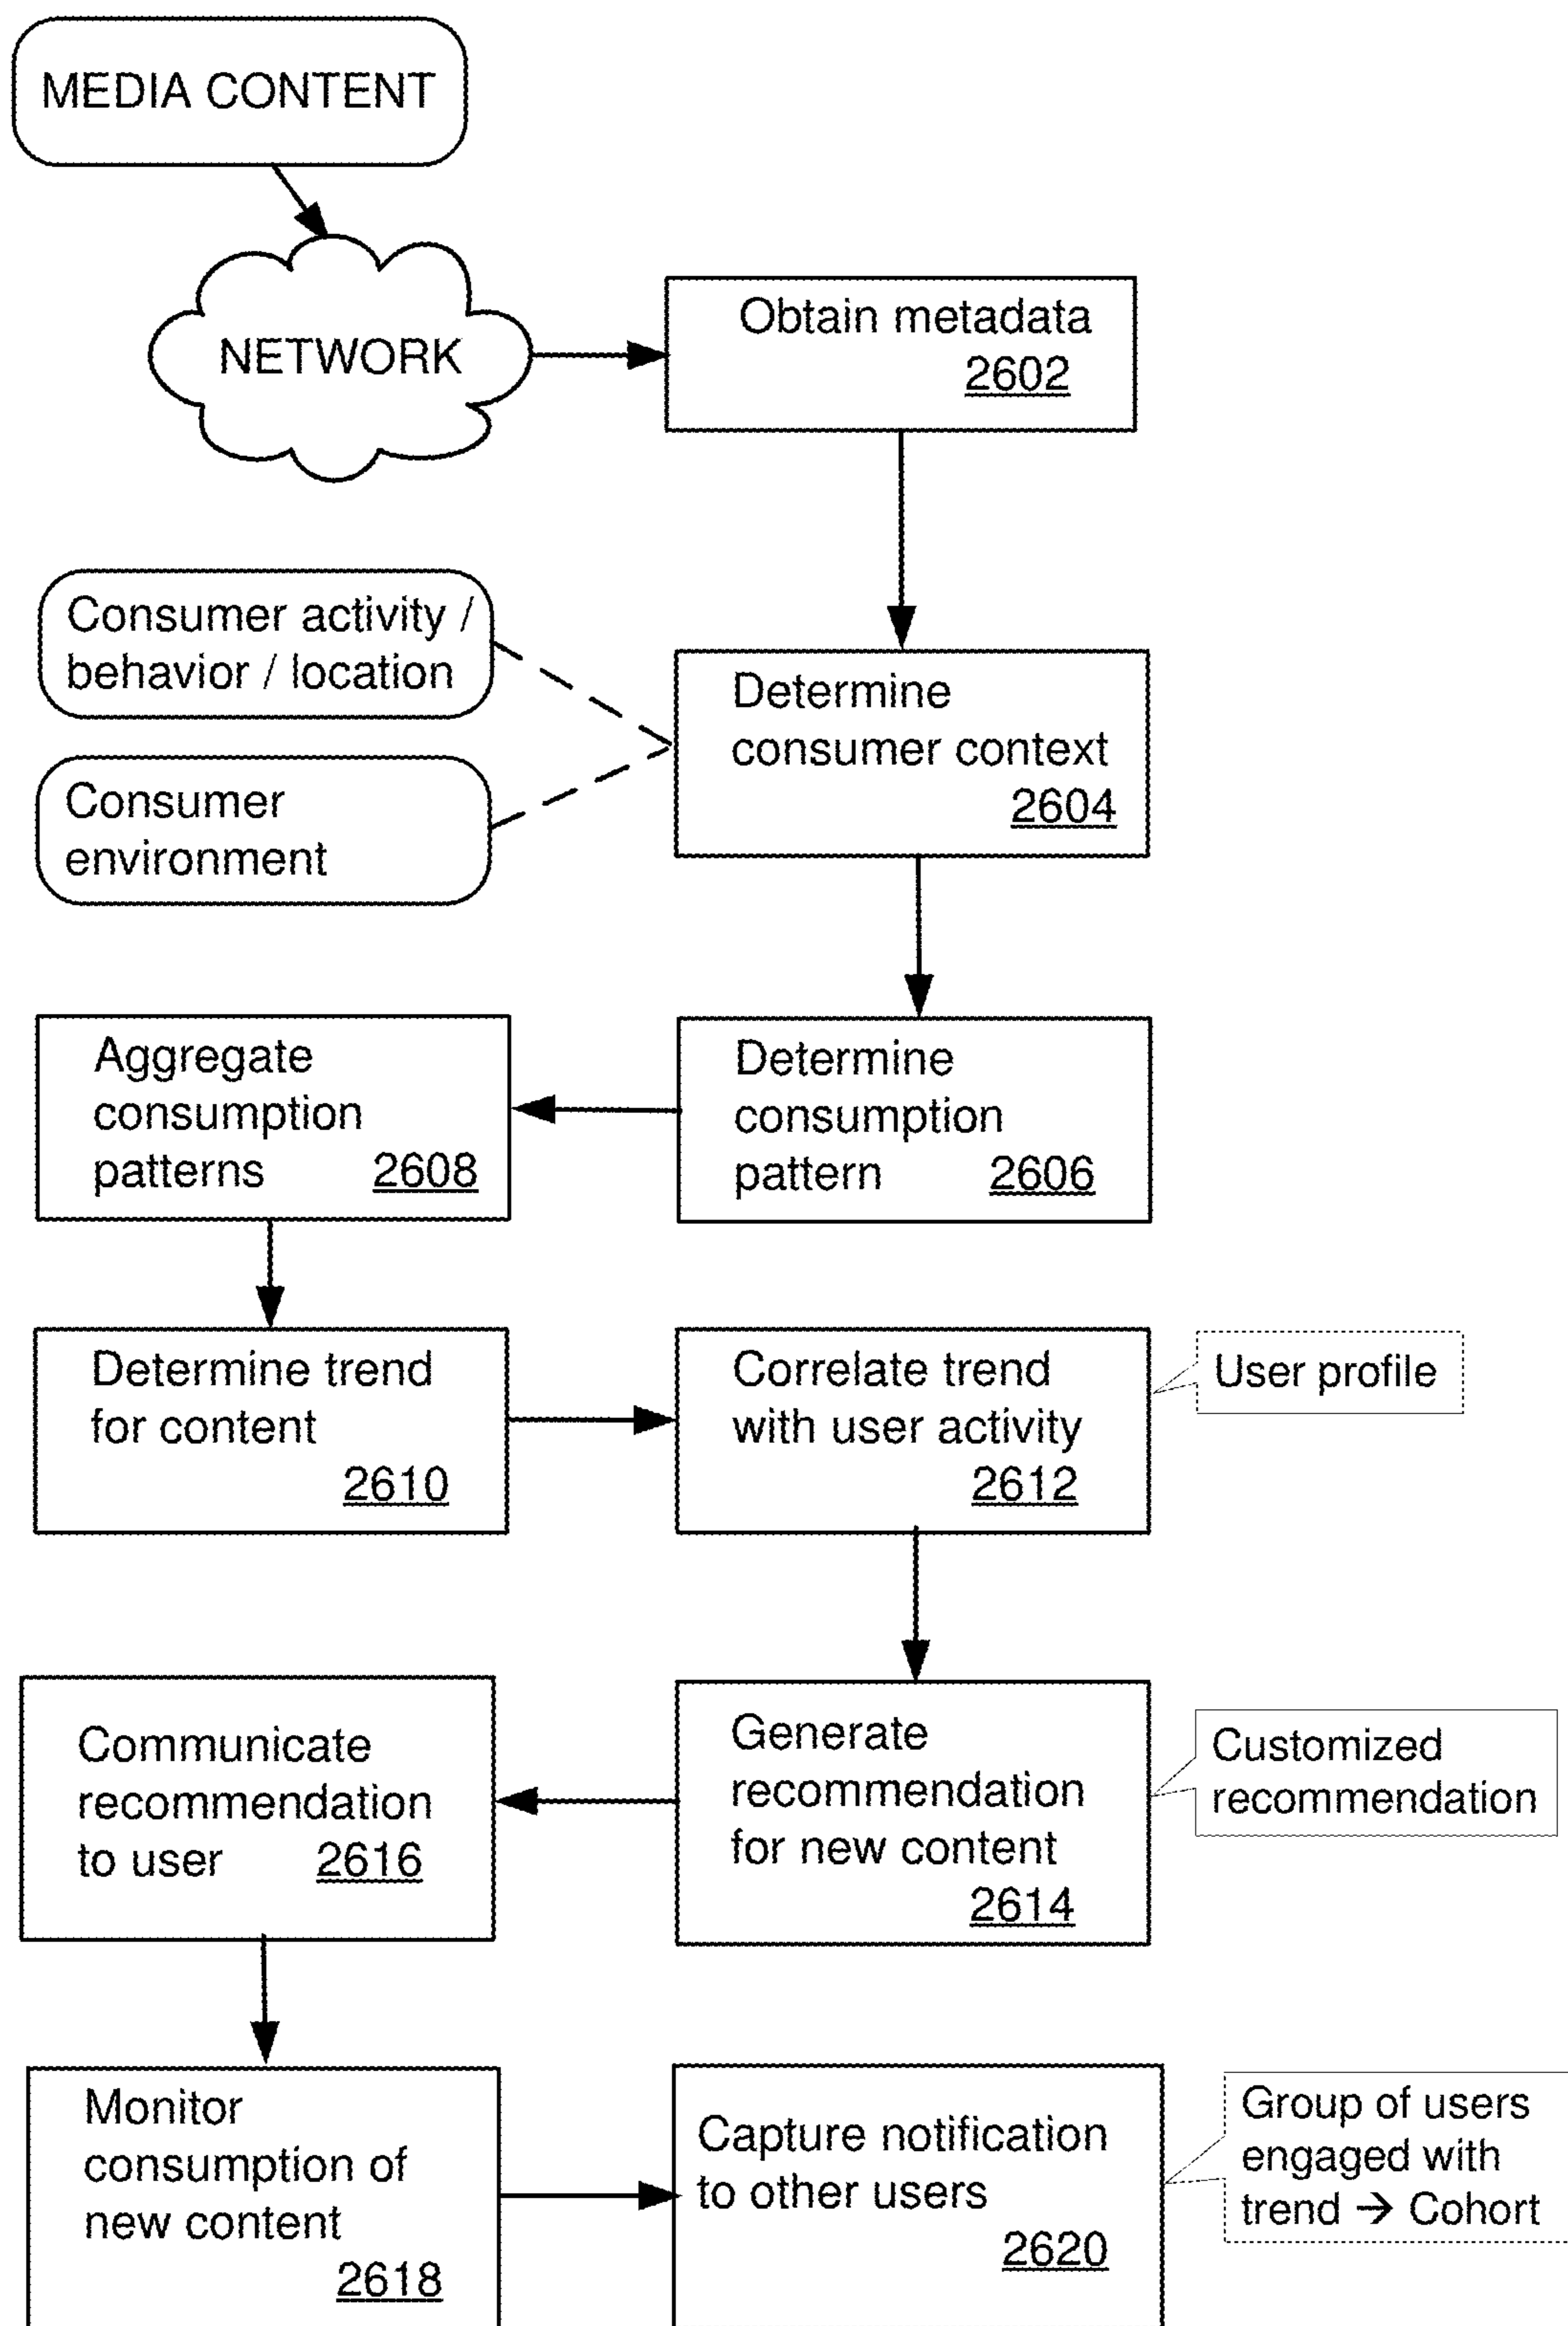 MEDIA CONTENT
NETWORK
Obtain metadata
2602
Consumer activity /
behavior / location
Consumer
environment
Determine
consumer context
2604
Aggregate
consumption
patterns 2608
Determine
consumption
pattern 2606
Determine trend
for content
2610
Correlate trend
with user activity
2612
User profile
Communicate
recommendation
to user 2616
Generate
recommendation
for new content
2614
Customized
recommendation
Monitor
consumption of
new content
2618
Capture notification
to other users
2620
Group of users
engaged with
trend → Cohort